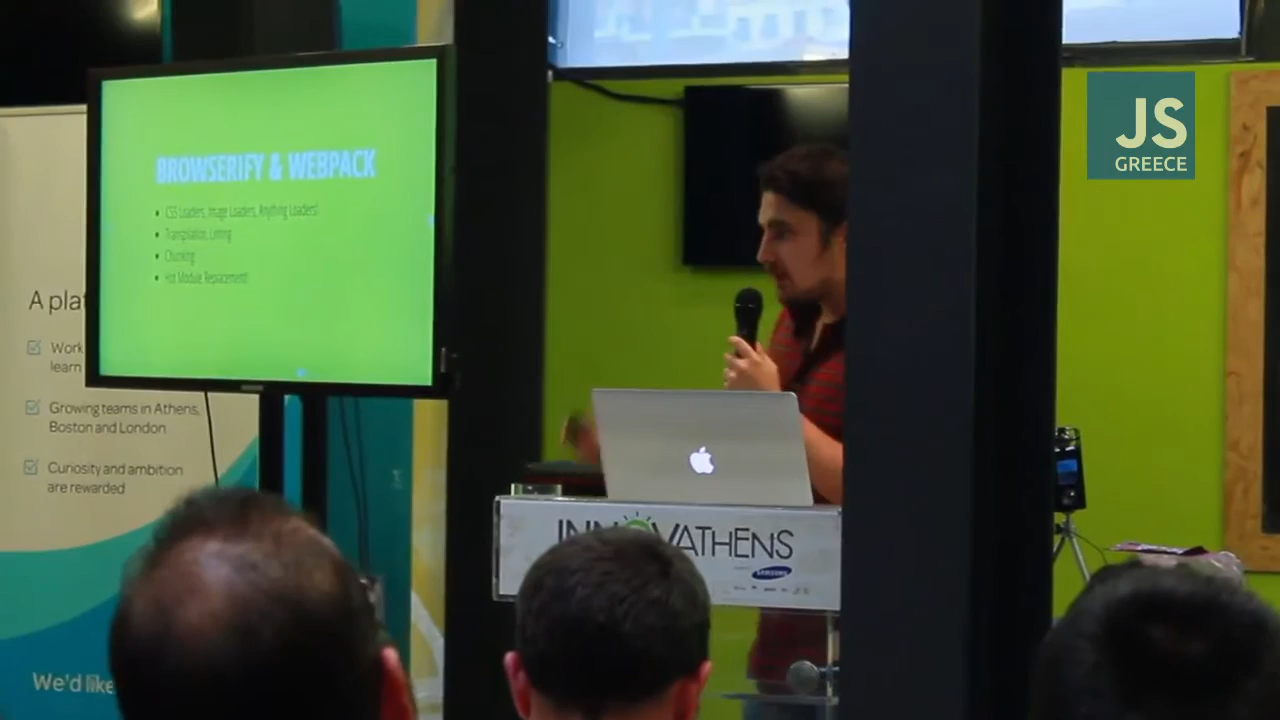 BROWSERIFY & WEBPACK
CSS Loaders, Image Loaders, Anything Loaders!
Transpilation, Linting
Chunking
Hot Module Replacement!
JS
GREECE
A plat
Work
learn
Growing teams in Athens,
Boston and London
Curiosity and ambition
are rewarded
We'd like
INNOVATHENS
SAMSUNG